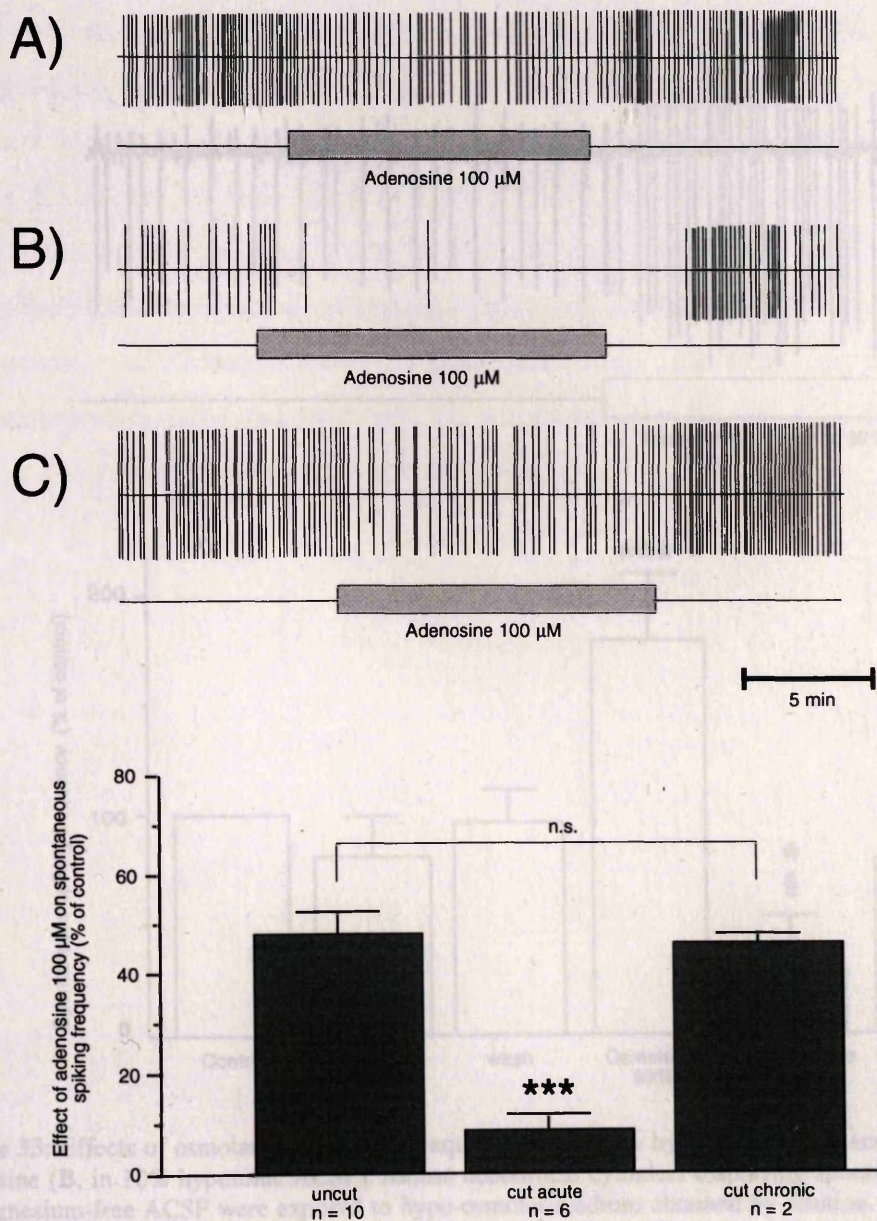 A)
Adenosine 100 µM
B)
Adenosine 100 µM
C)
Adenosine 100 µM
5 min
Effect of adenosine 100 µM on spontaneous
spiking frequency (% of control)
80
60
40
20
0
n.s.
***
uncut
n = 10
cut acute
n = 6
cut chronic
n = 2